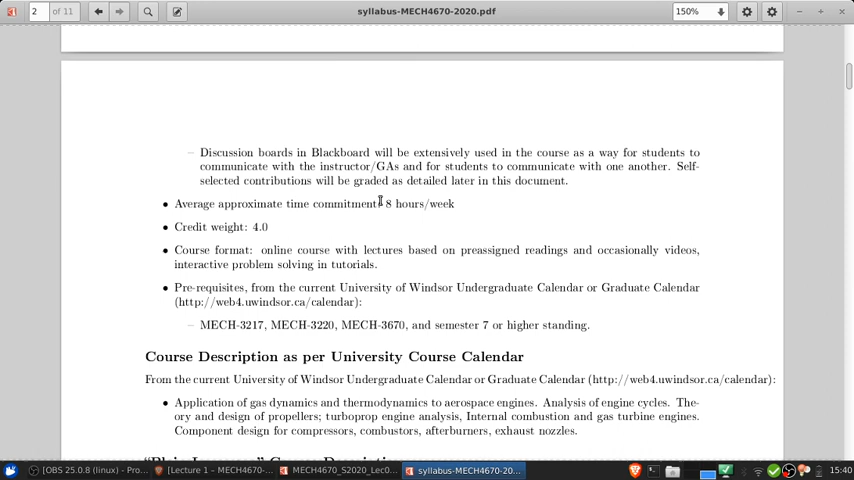 2 of 11
syllabus-MECH4670-2020.pdf
150%
– Discussion boards in Blackboard will be extensively used in the course as a way for students to
communicate with the instructor/GAs and for students to communicate with one another. Self-
selected contributions will be graded as detailed later in this document.
• Average approximate time commitment: 8 hours/week
• Credit weight: 4.0
• Course format: online course with lectures based on preassigned readings and occasionally videos,
interactive problem solving in tutorials.
• Pre-requisites, from the current University of Windsor Undergraduate Calendar or Graduate Calendar
(http://web4.uwindsor.ca/calendar):
– MECH-3217, MECH-3220, MECH-3670, and semester 7 or higher standing.
Course Description as per University Course Calendar
From the current University of Windsor Undergraduate Calendar or Graduate Calendar (http://web4.uwindsor.ca/calendar):
• Application of gas dynamics and thermodynamics to aerospace engines. Analysis of engine cycles. The-
ory and design of propellers; turboprop engine analysis, Internal combustion and gas turbine engines.
Component design for compressors, combustors, afterburners, exhaust nozzles.
[OBS 25.0.8 (linux) - Pro...
[Lecture 1 – MECH4670-...
MECH4670_S2020_Lec0...
syllabus-MECH4670-20...
15:40